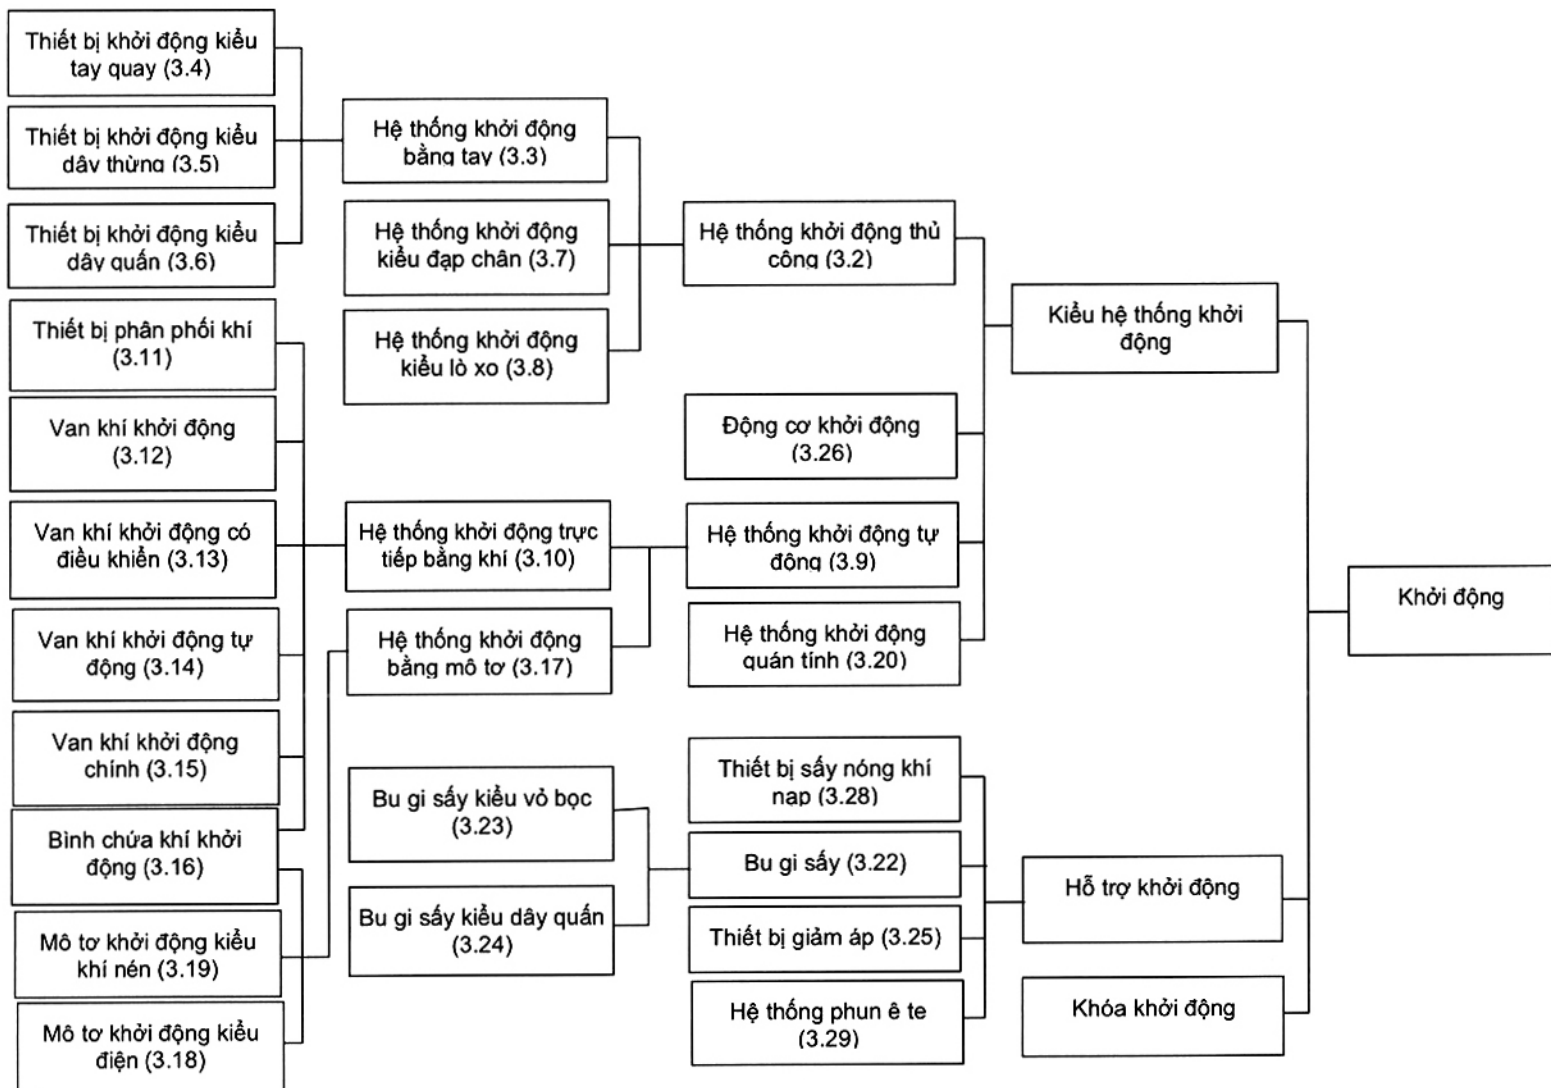 Thiết bị khởi động kiểu
tay quay (3.4)
Thiết bị khởi động kiểu
dây thừng (3.5)
Thiết bị khởi động kiểu
dây quấn (3.6)
Thiết bị phân phối khí
(3.11)
Van khí khởi động
(3.12)
Van khí khởi động có
điều khiển (3.13)
Van khí khởi động tự
động (3.14)
Van khí khởi động
chính (3.15)
Bình chứa khí khởi
động (3.16)
Mô tơ khởi động kiểu
khí nén (3.19)
Mô tơ khởi động kiểu
điện (3.18)
Hệ thống khởi động
bằng tay (3.3)
Hệ thống khởi động
kiểu đạp chân (3.7)
Hệ thống khởi động
kiểu lò xo (3.8)
Hệ thống khởi động trực
tiếp bằng khí (3.10)
Hệ thống khởi động
bằng mô tơ (3.17)
Bu gi sấy kiểu vỏ bọc
(3.23)
Bu gi sấy kiểu dây quấn
(3.24)
Hệ thống khởi động thủ
công (3.2)
Động cơ khởi động
(3.26)
Hệ thống khởi động tự
động (3.9)
Hệ thống khởi động
quán tính (3.20)
Thiết bị sấy nóng khí
nạp (3.28)
Bu gi sấy (3.22)
Thiết bị giảm áp (3.25)
Hệ thống phun ê te
(3.29)
Kiểu hệ thống khởi
động
Hỗ trợ khởi động
Khóa khởi động
Khởi động